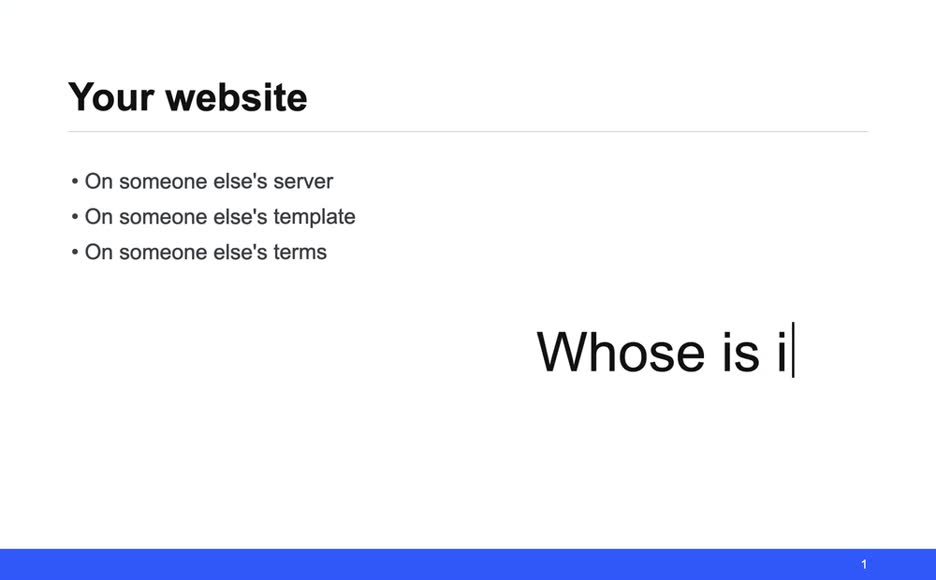 Your website
• On someone else's server
• On someone else's template
• On someone else's terms
Whose is i
1